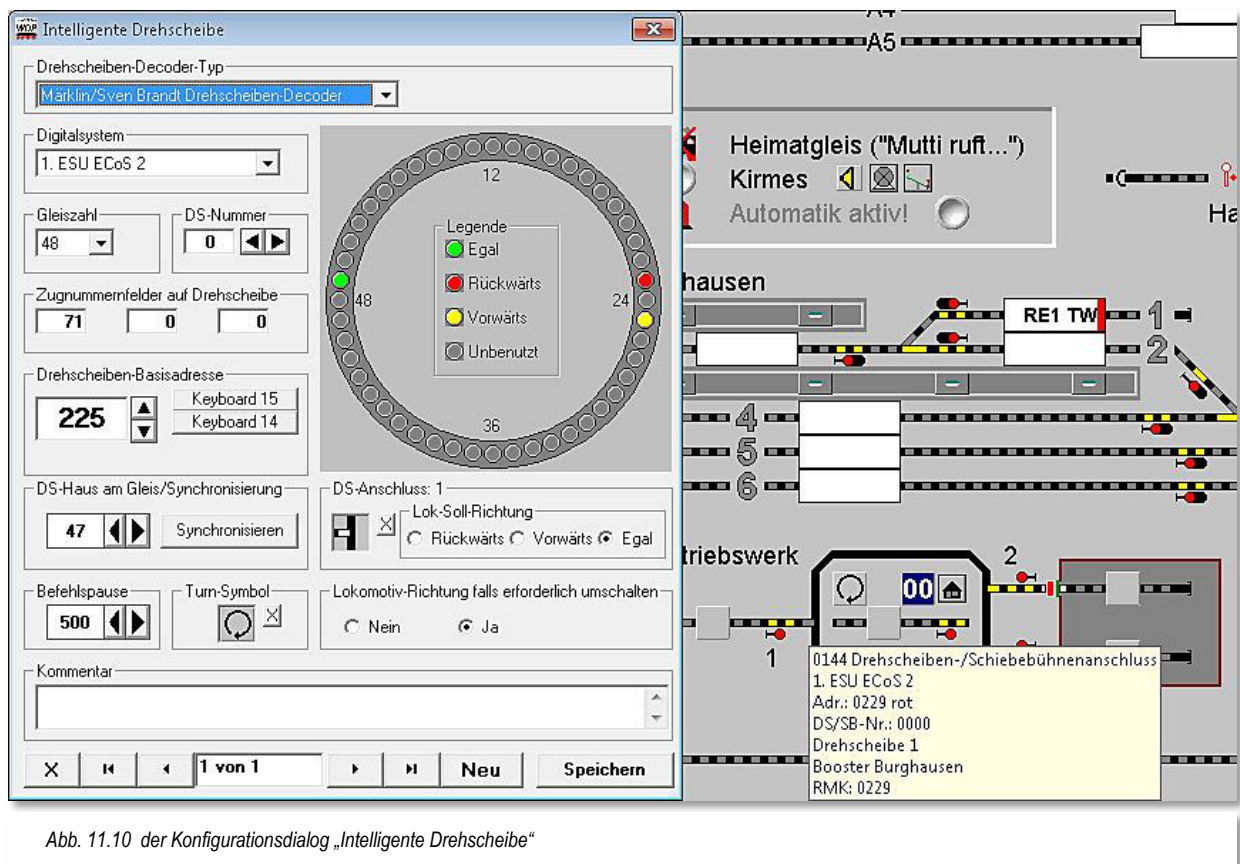 Intelligente Drehscheibe
Drehscheiben-Decoder-Typ
Märklin/Sven Brandt Drehscheiben-Decoder
Digitalsystem
1. ESU ECoS 2
Gleiszahl
48
DS-Nummer
0
Zugnummernfelder auf Drehscheibe
71 0 0
Drehscheiben-Basisadresse
225
Keyboard 15
Keyboard 14
DS-Haus am Gleis/Synchronisierung
47
Synchronisieren
Befehlspause
500
Turn-Symbol
X
12
48
24
36
Legende
Egal
Rückwärts
Vorwärts
Unbenutzt
DS-Anschluss: 1
X
Lok-Soll-Richtung
Rückwärts Vorwärts Egal
Lokomotiv-Richtung falls erforderlich umschalten
Nein Ja
Kommentar
X
1 von 1
Neu
Speichern
A5
Heimatgleis ("Mutti ruft...")
Kirmes
Automatik aktiv!
Ha
hausen
RE1 TW
1
2
4
5
6
triebswerk
00
2
1
0144 Drehscheiben-/Schiebebühnenanschluss
1. ESU ECoS 2
Adr.: 0229 rot
DS/SB-Nr.: 0000
Drehscheibe 1
Booster Burghausen
RMK: 0229
Abb. 11.10 der Konfigurationsdialog „Intelligente Drehscheibe“